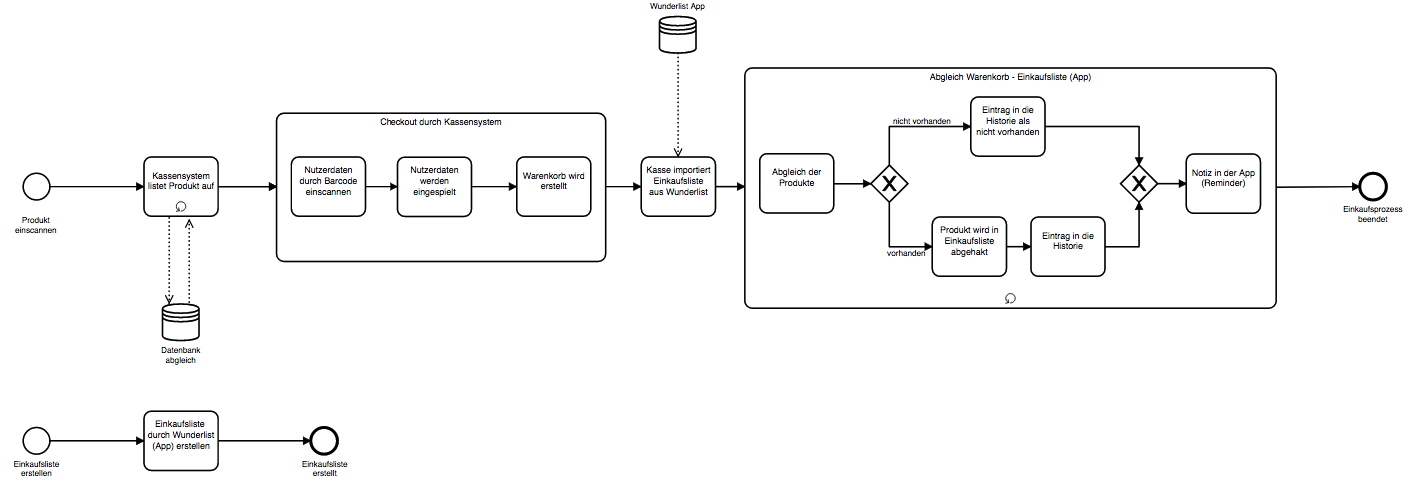 Wunderlist App
Abgleich Warenkorb - Einkaufsliste (App)
Checkout durch Kassensystem
Produkt
einscannen
Kassensystem
listet Produkt auf
Datenbank
abgleich
Nutzerdaten
durch Barcode
einscannen
Nutzerdaten
werden
eingespielt
Warenkorb wird
erstellt
Kasse importiert
Einkaufsliste
aus Wunderlist
Abgleich der
Produkte
nicht vorhanden
Eintrag in die
Historie als
nicht vorhanden
vorhanden
Produkt wird in
Einkaufsliste
abgehakt
Eintrag in die
Historie
Notiz in der App
(Reminder)
Einkaufsprozess
beendet
Einkaufsliste
erstellen
Einkaufsliste
durch Wunderlist
(App) erstellen
Einkaufsliste
erstellt